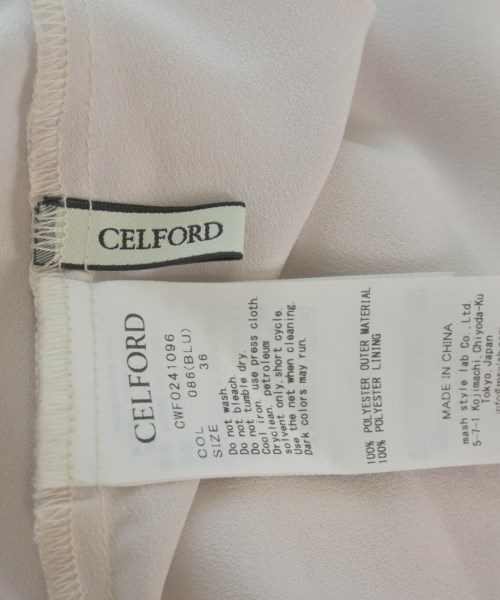 CELFORD
CELFORD
CWFO241096
COL 086(BLU)
SIZE 36
Do not wash.
Do not bleach.
Do not tumble dry.
Cool iron. use press cloth.
Dryclean. petroleum
solvent only. short cycle.
Use the net when cleaning.
Dark colors may run.
100% POLYESTER OUTER MATERIAL
100% POLYESTER LINING
MADE IN CHINA
mash style lab Co.,Ltd.
5-7-1 Kojimachi, Chiyoda-Ku
Tokyo, Japan